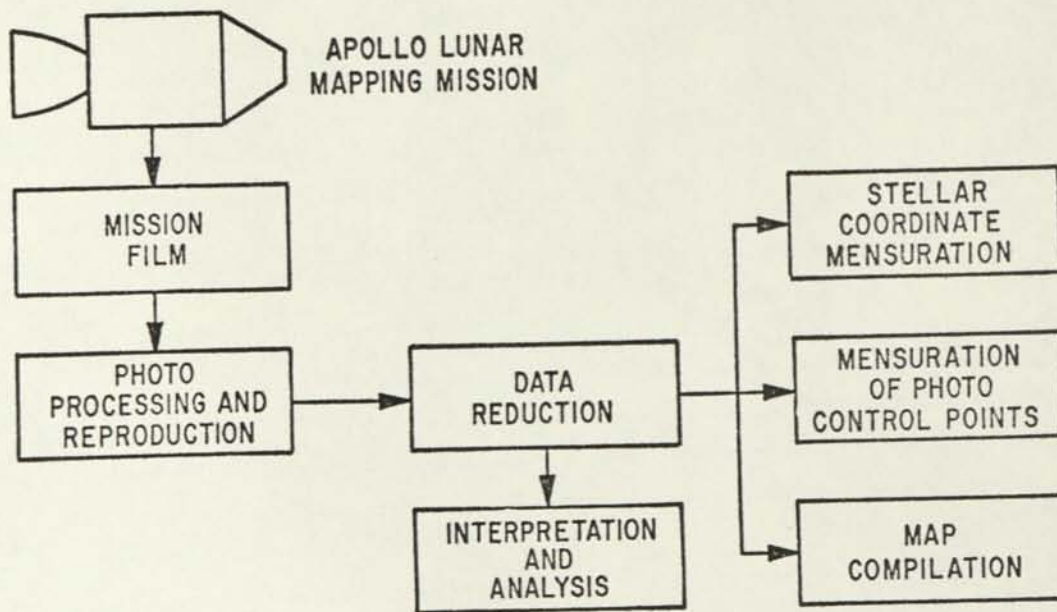 APOLLO LUNAR
MAPPING MISSION
MISSION
FILM
PHOTO
PROCESSING AND
REPRODUCTION
DATA
REDUCTION
INTERPRETATION
AND
ANALYSIS
STELLAR
COORDINATE
MENSURATION
MENSURATION
OF PHOTO
CONTROL POINTS
MAP
COMPILATION